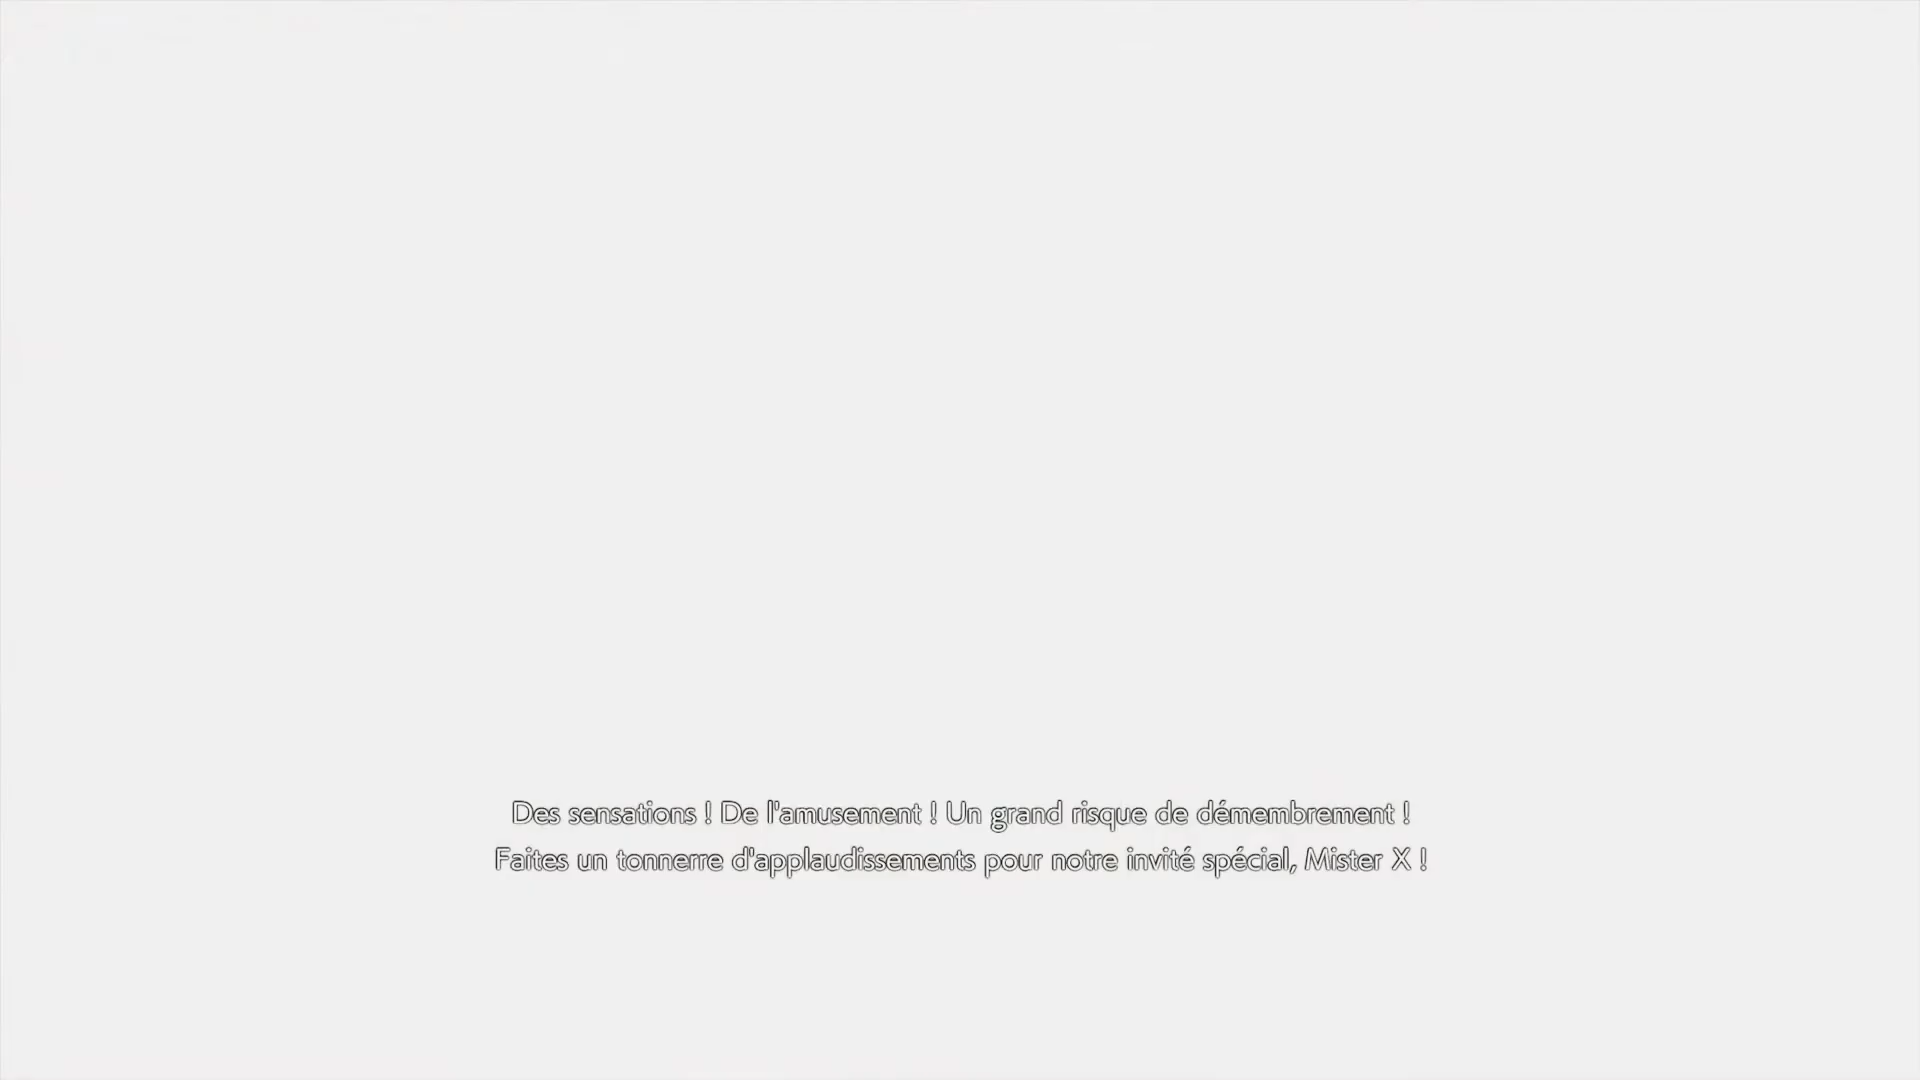 Des sensations ! De l'amusement ! Un grand risque de démembrement !
Faites un tonnerre d'applaudissements pour notre invité spécial, Mister X !